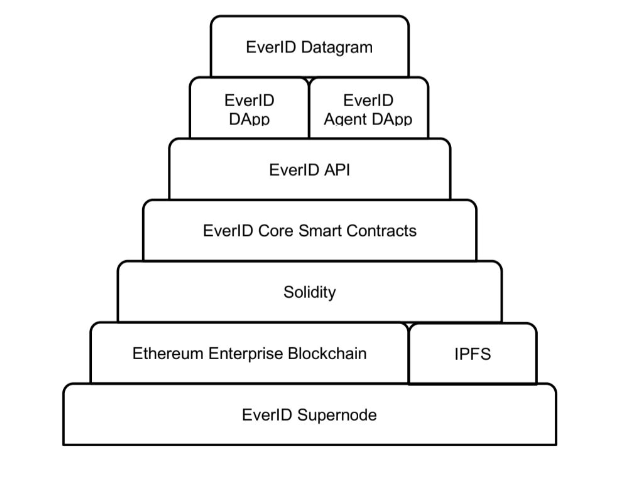 EverID Datagram
EverID
DApp
EverID
Agent DApp
EverID API
EverID Core Smart Contracts
Solidity
Ethereum Enterprise Blockchain
IPFS
EverID Supernode